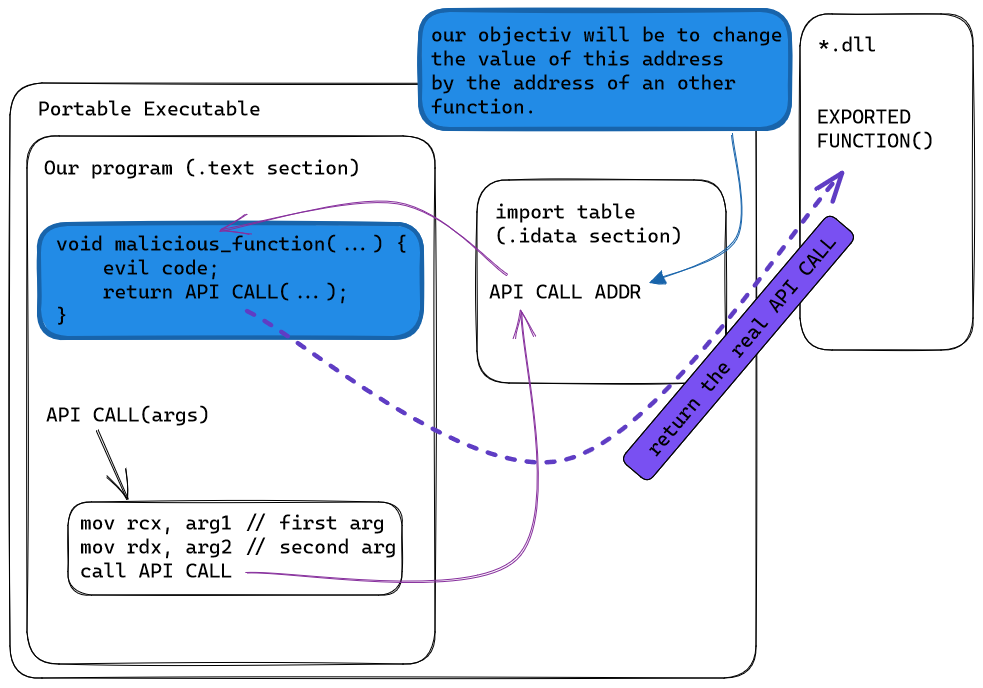 our objectiv will be to change
the value of this address
by the address of an other
function.
*.dll
EXPORTED
FUNCTION()
Portable Executable
Our program (.text section)
void malicious_function(...) {
evil code;
return API CALL(...);
}
import table
(.idata section)
API CALL ADDR
return the real API CALL
API CALL(args)
mov rcx, arg1 // first arg
mov rdx, arg2 // second arg
call API CALL